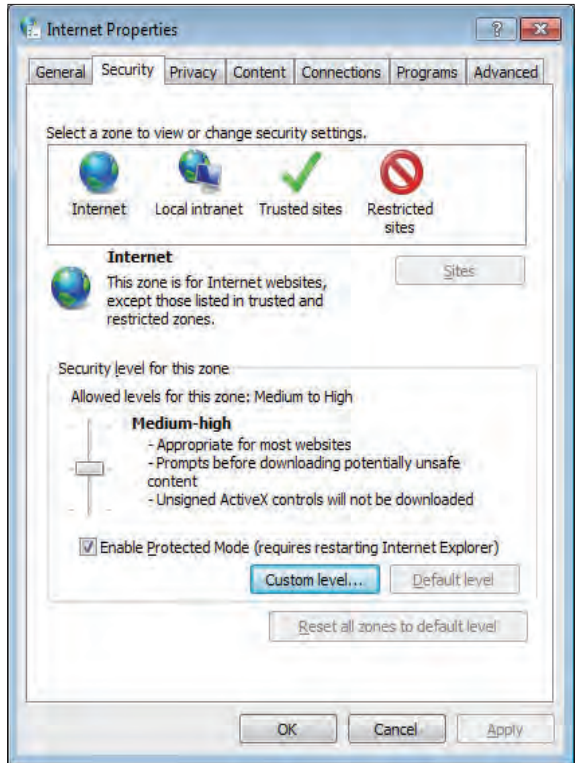 Internet Properties
General Security Privacy Content Connections Programs Advanced
Select a zone to view or change security settings.
Internet
Local intranet
Trusted sites
Restricted
sites
Internet
This zone is for Internet websites,
except those listed in trusted and
restricted zones.
Sites
Security level for this zone
Allowed levels for this zone: Medium to High
Medium-high
- Appropriate for most websites
- Prompts before downloading potentially unsafe
content
- Unsigned ActiveX controls will not be downloaded
Enable Protected Mode (requires restarting Internet Explorer)
Custom level... Default level
Reset all zones to default level
OK Cancel Apply